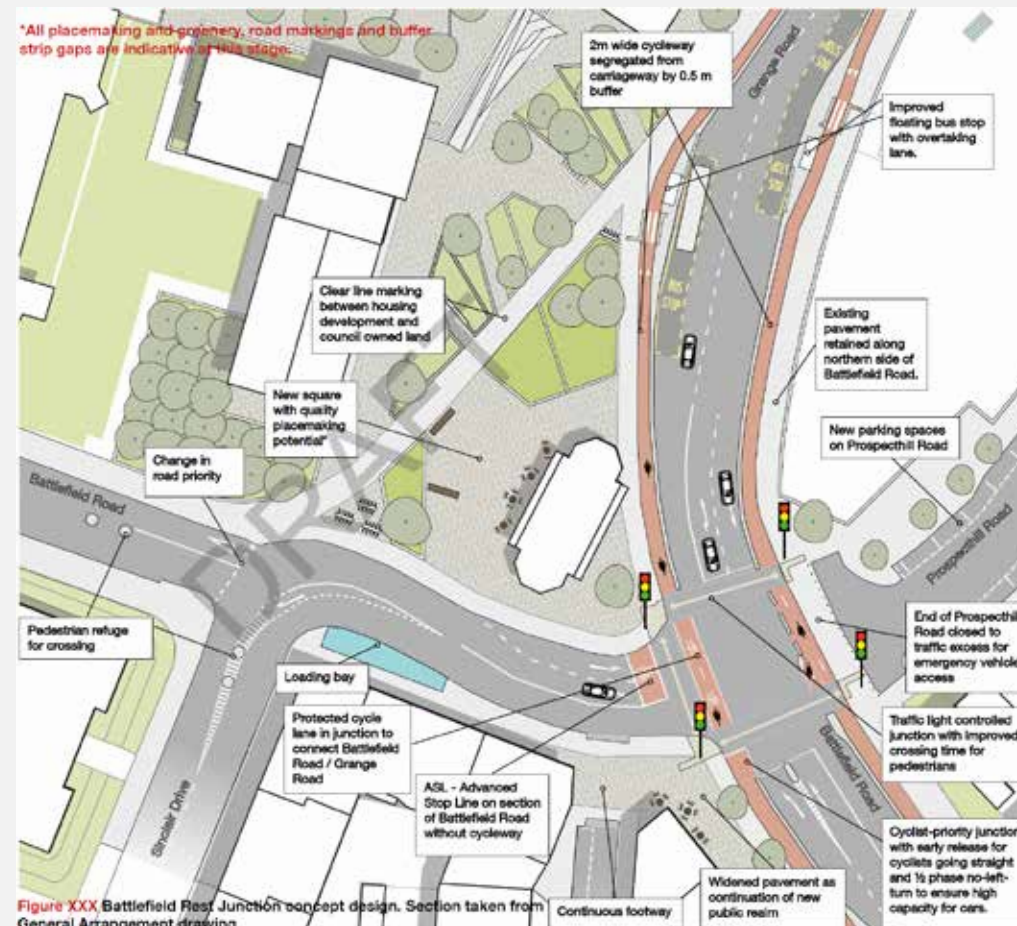 *All placemaking and greenery, road markings and buffer
strip gaps are indicative at this stage.
2m wide cycleway
segregated from
carriageway by 0.5 m
buffer
Grange Road
Improved
floating bus stop
with overtaking
lane.
BUS
STOP
Clear line marking
between housing
development and
council owned land
Existing
pavement
retained along
northern side of
Battlefield Road.
New square
with quality
placemaking
potential*
New parking spaces
on Prospecthill Road
Change in
road priority
Battlefield Road
Prospecthill Road
DRAFT
Pedestrian refuge
for crossing
End of Prospecthill
Road closed to
traffic excess for
emergency vehicle
access
Loading bay
Protected cycle
lane in junction to
connect Battlefield
Road / Grange
Road
Traffic light controlled
junction with improved
crossing time for
pedestrians
ASL - Advanced
Stop Line on section
of Battlefield Road
without cycleway
Battlefield Road
Sinclair Drive
Cyclist-priority junction
with early release for
cyclists going straight
and ½ phase no-left-
turn to ensure high
capacity for cars.
Widened pavement as
continuation of new
public realm
Continuous footway
Figure XXX Battlefield Rest Junction concept design. Section taken from
General Arrangement drawing